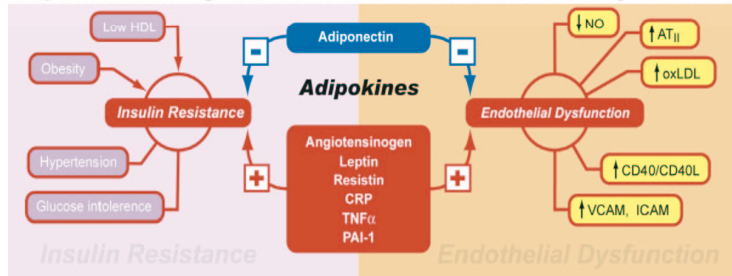 Low HDL
Obesity
Insulin Resistance
Hypertension
Glucose intolerence
Adiponectin
-
-
Adipokines
Angiotensinogen
Leptin
Resistin
CRP
TNFα
PAI-1
+
+
↓NO
↑AT_II
↑oxLDL
Endothelial Dysfunction
↑CD40/CD40L
↑VCAM, ICAM
Insulin Resistance
Endothelial Dysfunction